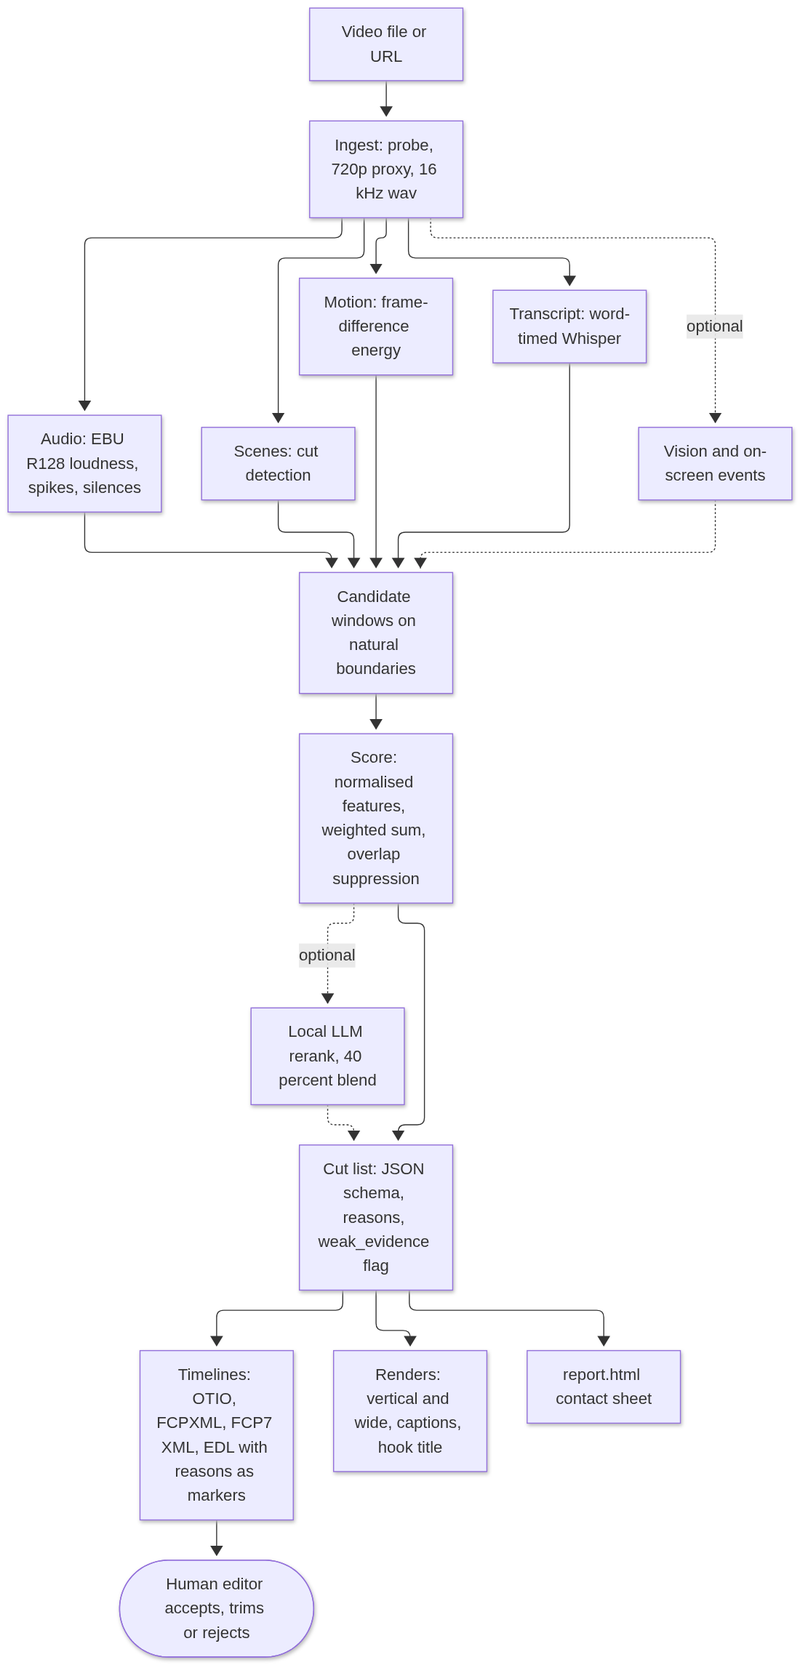 Video file or
URL
Ingest: probe,
720p proxy, 16
kHz wav
Motion: frame-
difference
energy
Transcript: word-
timed Whisper
optional
Audio: EBU
R128 loudness,
spikes, silences
Scenes: cut
detection
Vision and on-
screen events
Candidate
windows on
natural
boundaries
Score:
normalised
features,
weighted sum,
overlap
suppression
optional
Local LLM
rerank, 40
percent blend
Cut list: JSON
schema,
reasons,
weak_evidence
flag
Timelines:
OTIO,
FCPXML, FCP7
XML, EDL with
reasons as
markers
Renders:
vertical and
wide, captions,
hook title
report.html
contact sheet
Human editor
accepts, trims
or rejects